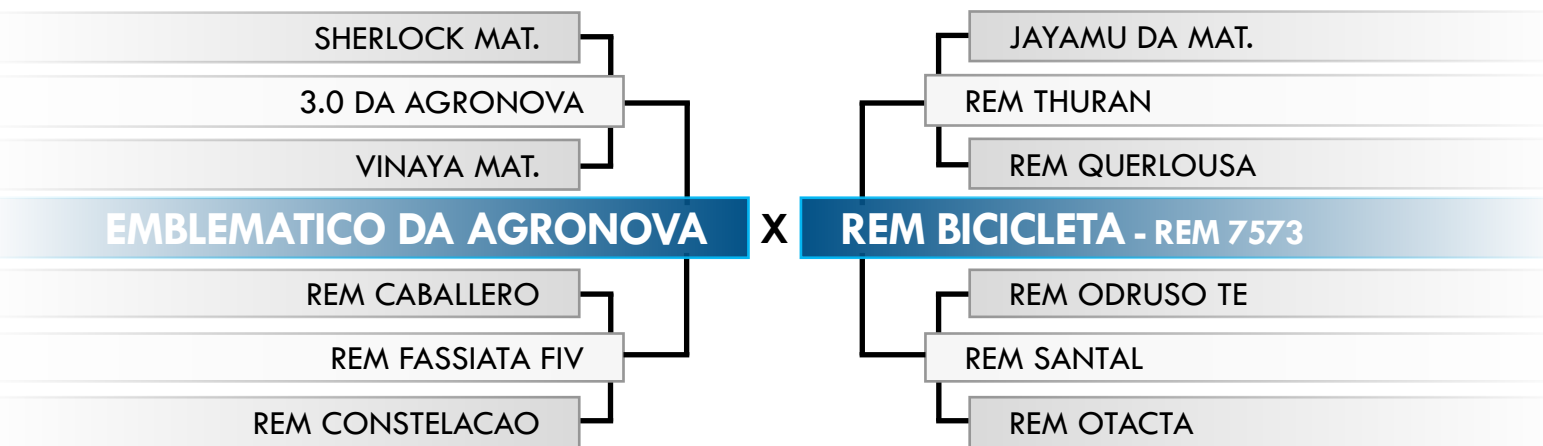 SHERLOCK MAT.
3.0 DA AGRONOVA
VINAYA MAT.
EMBLEMATICO DA AGRONOVA
REM CABALLERO
REM FASSIATA FIV
REM CONSTELACAO
X
JAYAMU DA MAT.
REM THURAN
REM QUERLOUSA
REM BICICLETA - REM 7573
REM ODRUSO TE
REM SANTAL
REM OTACTA